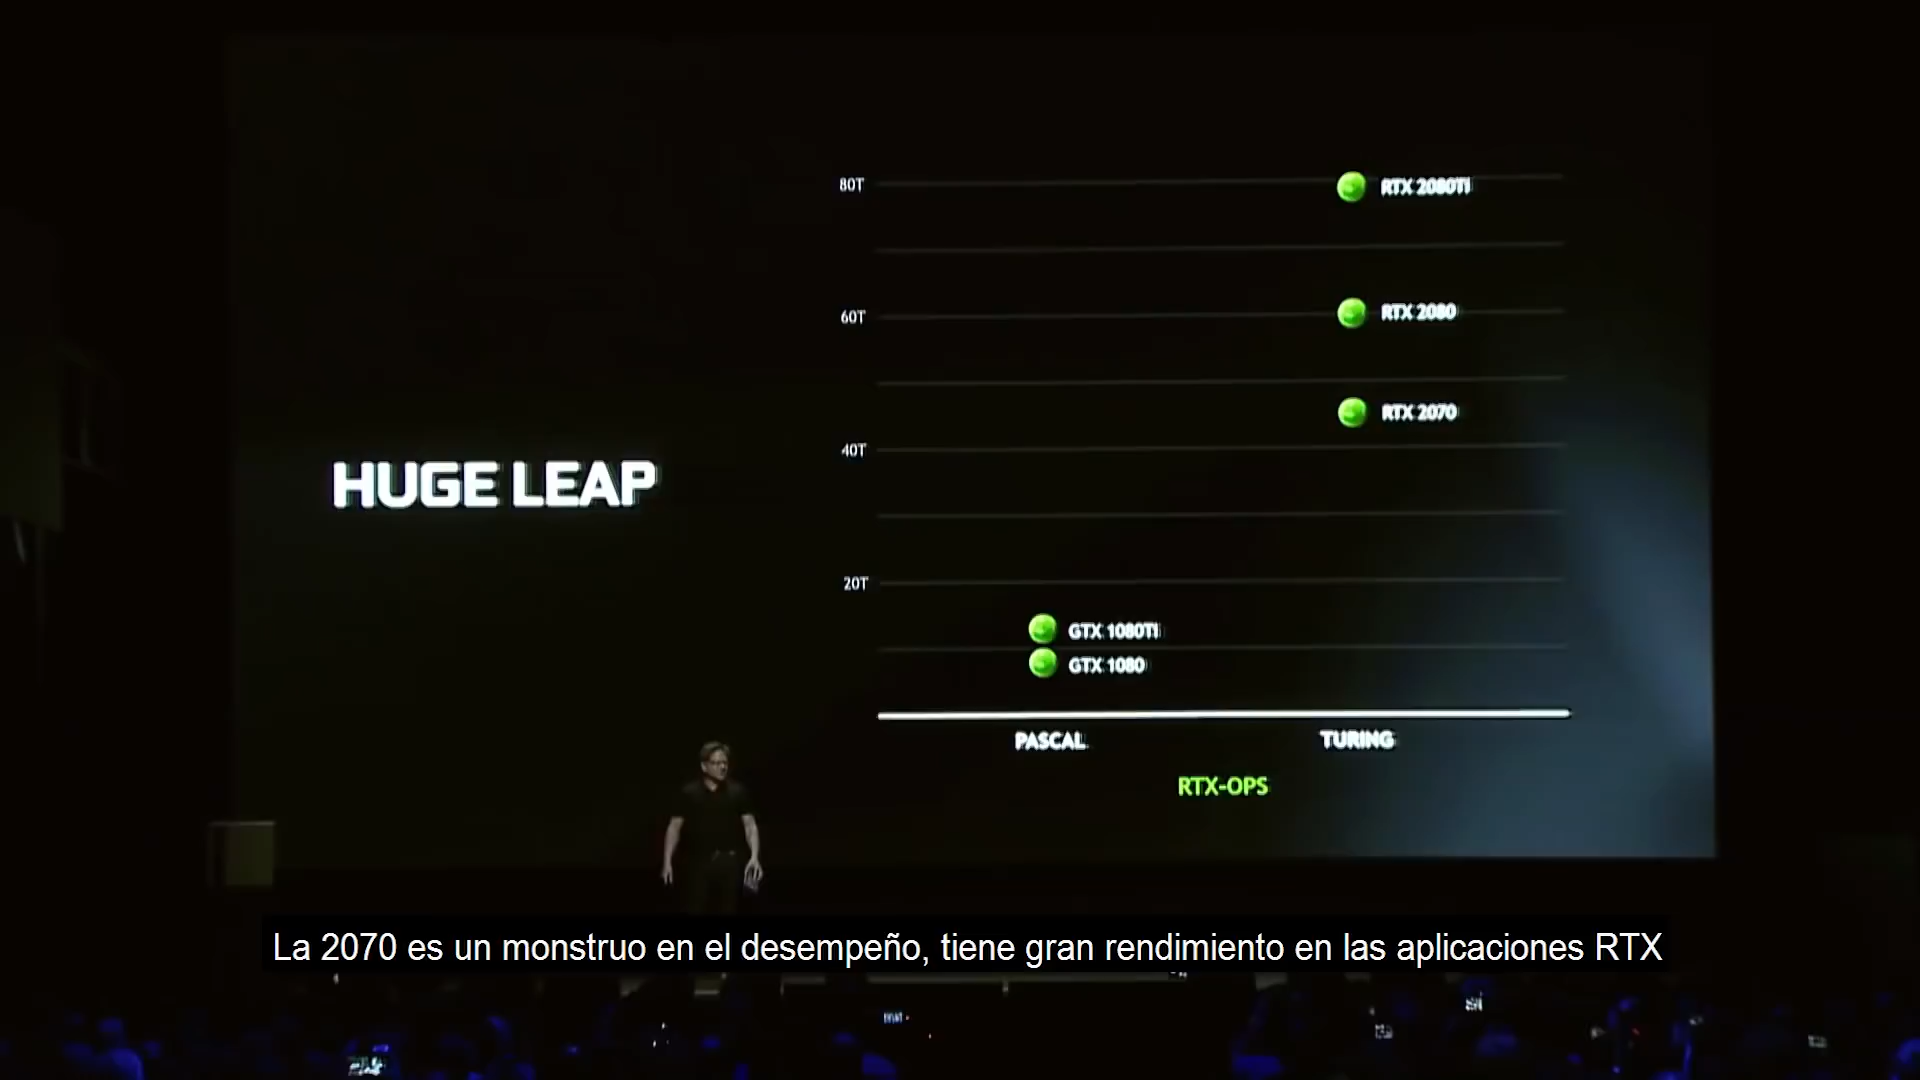 80T
RTX 2080TI
60T
RTX 2080
RTX 2070
40T
HUGE LEAP
20T
GTX 1080TI
GTX 1080
PASCAL
TURING
RTX-OPS
La 2070 es un monstruo en el desempeño, tiene gran rendimiento en las aplicaciones RTX